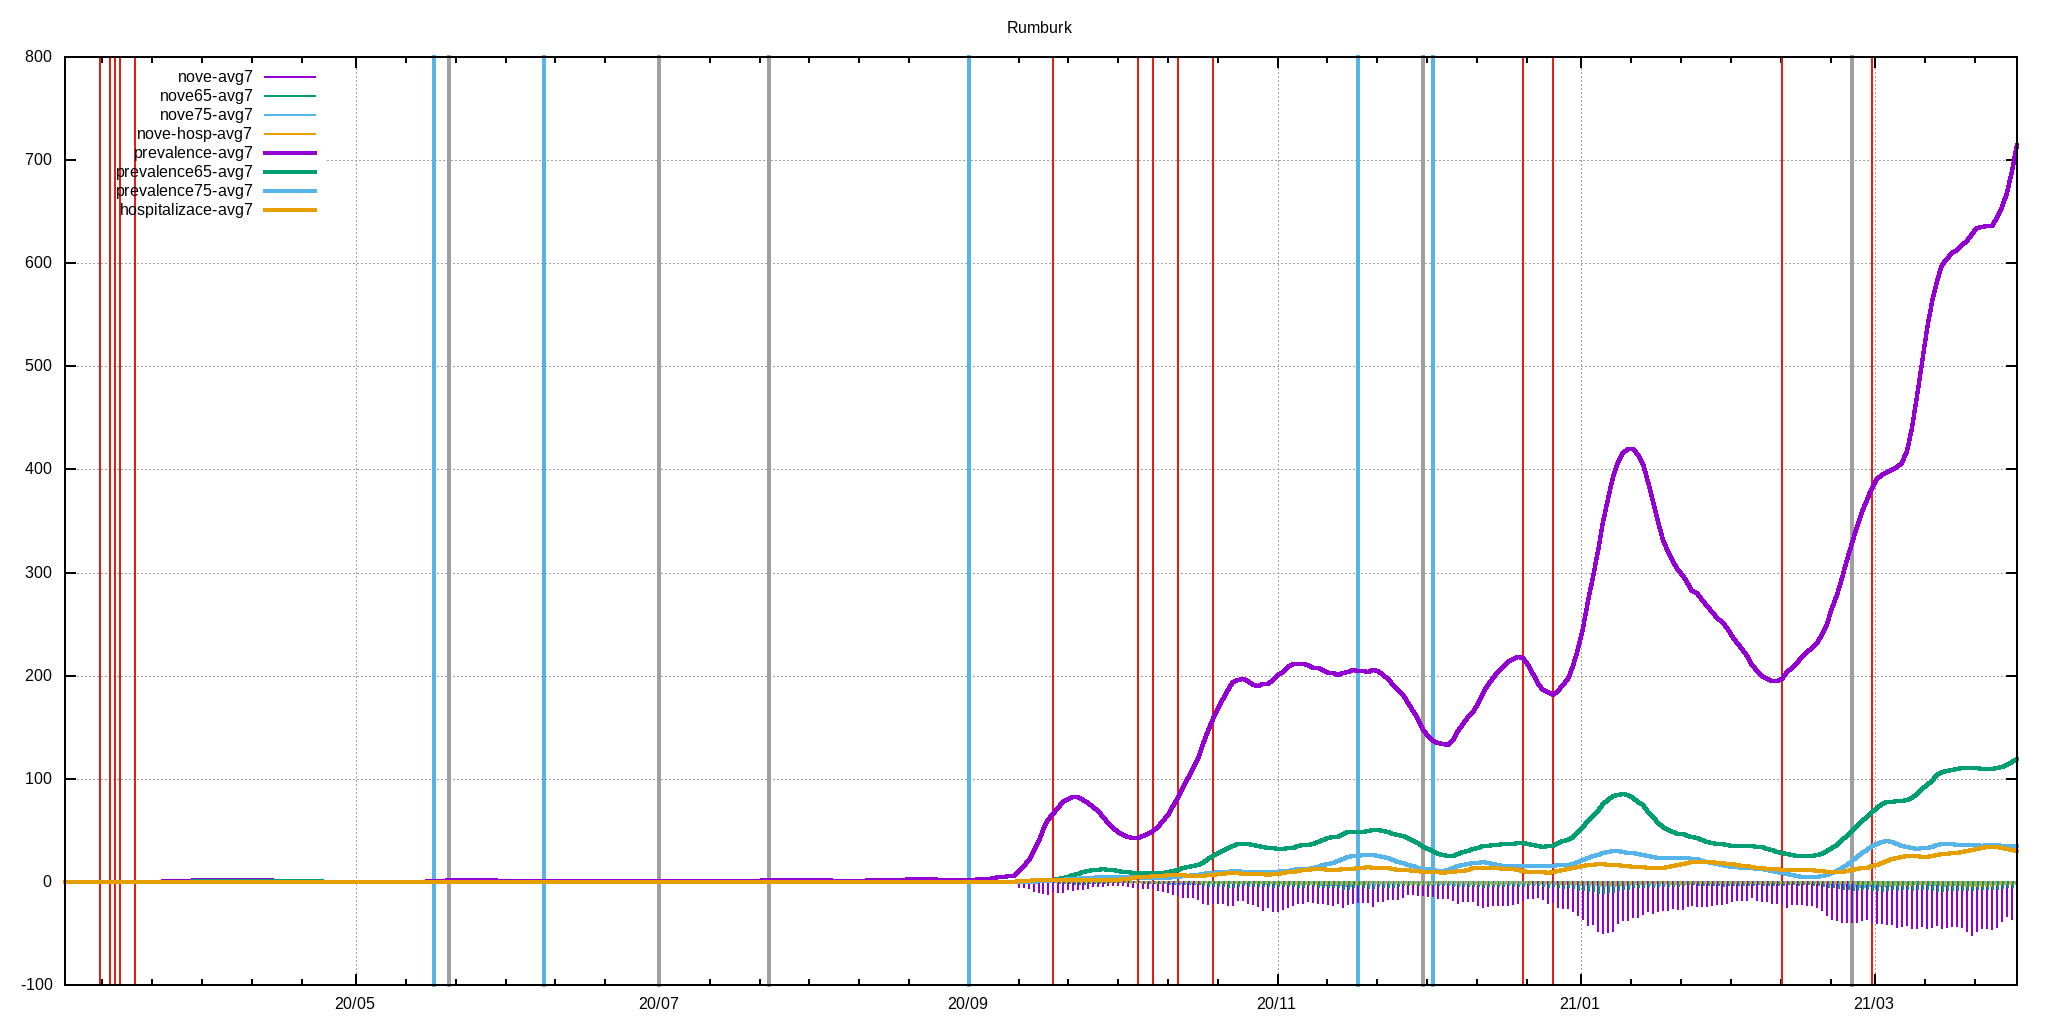 Rumburk
800
700
600
500
400
300
200
100
0
-100
nove-avg7
nove65-avg7
nove75-avg7
nove-hosp-avg7
prevalence-avg7
prevalence65-avg7
prevalence75-avg7
hospitalizace-avg7
20/05 20/07 20/09 20/11 21/01 21/03